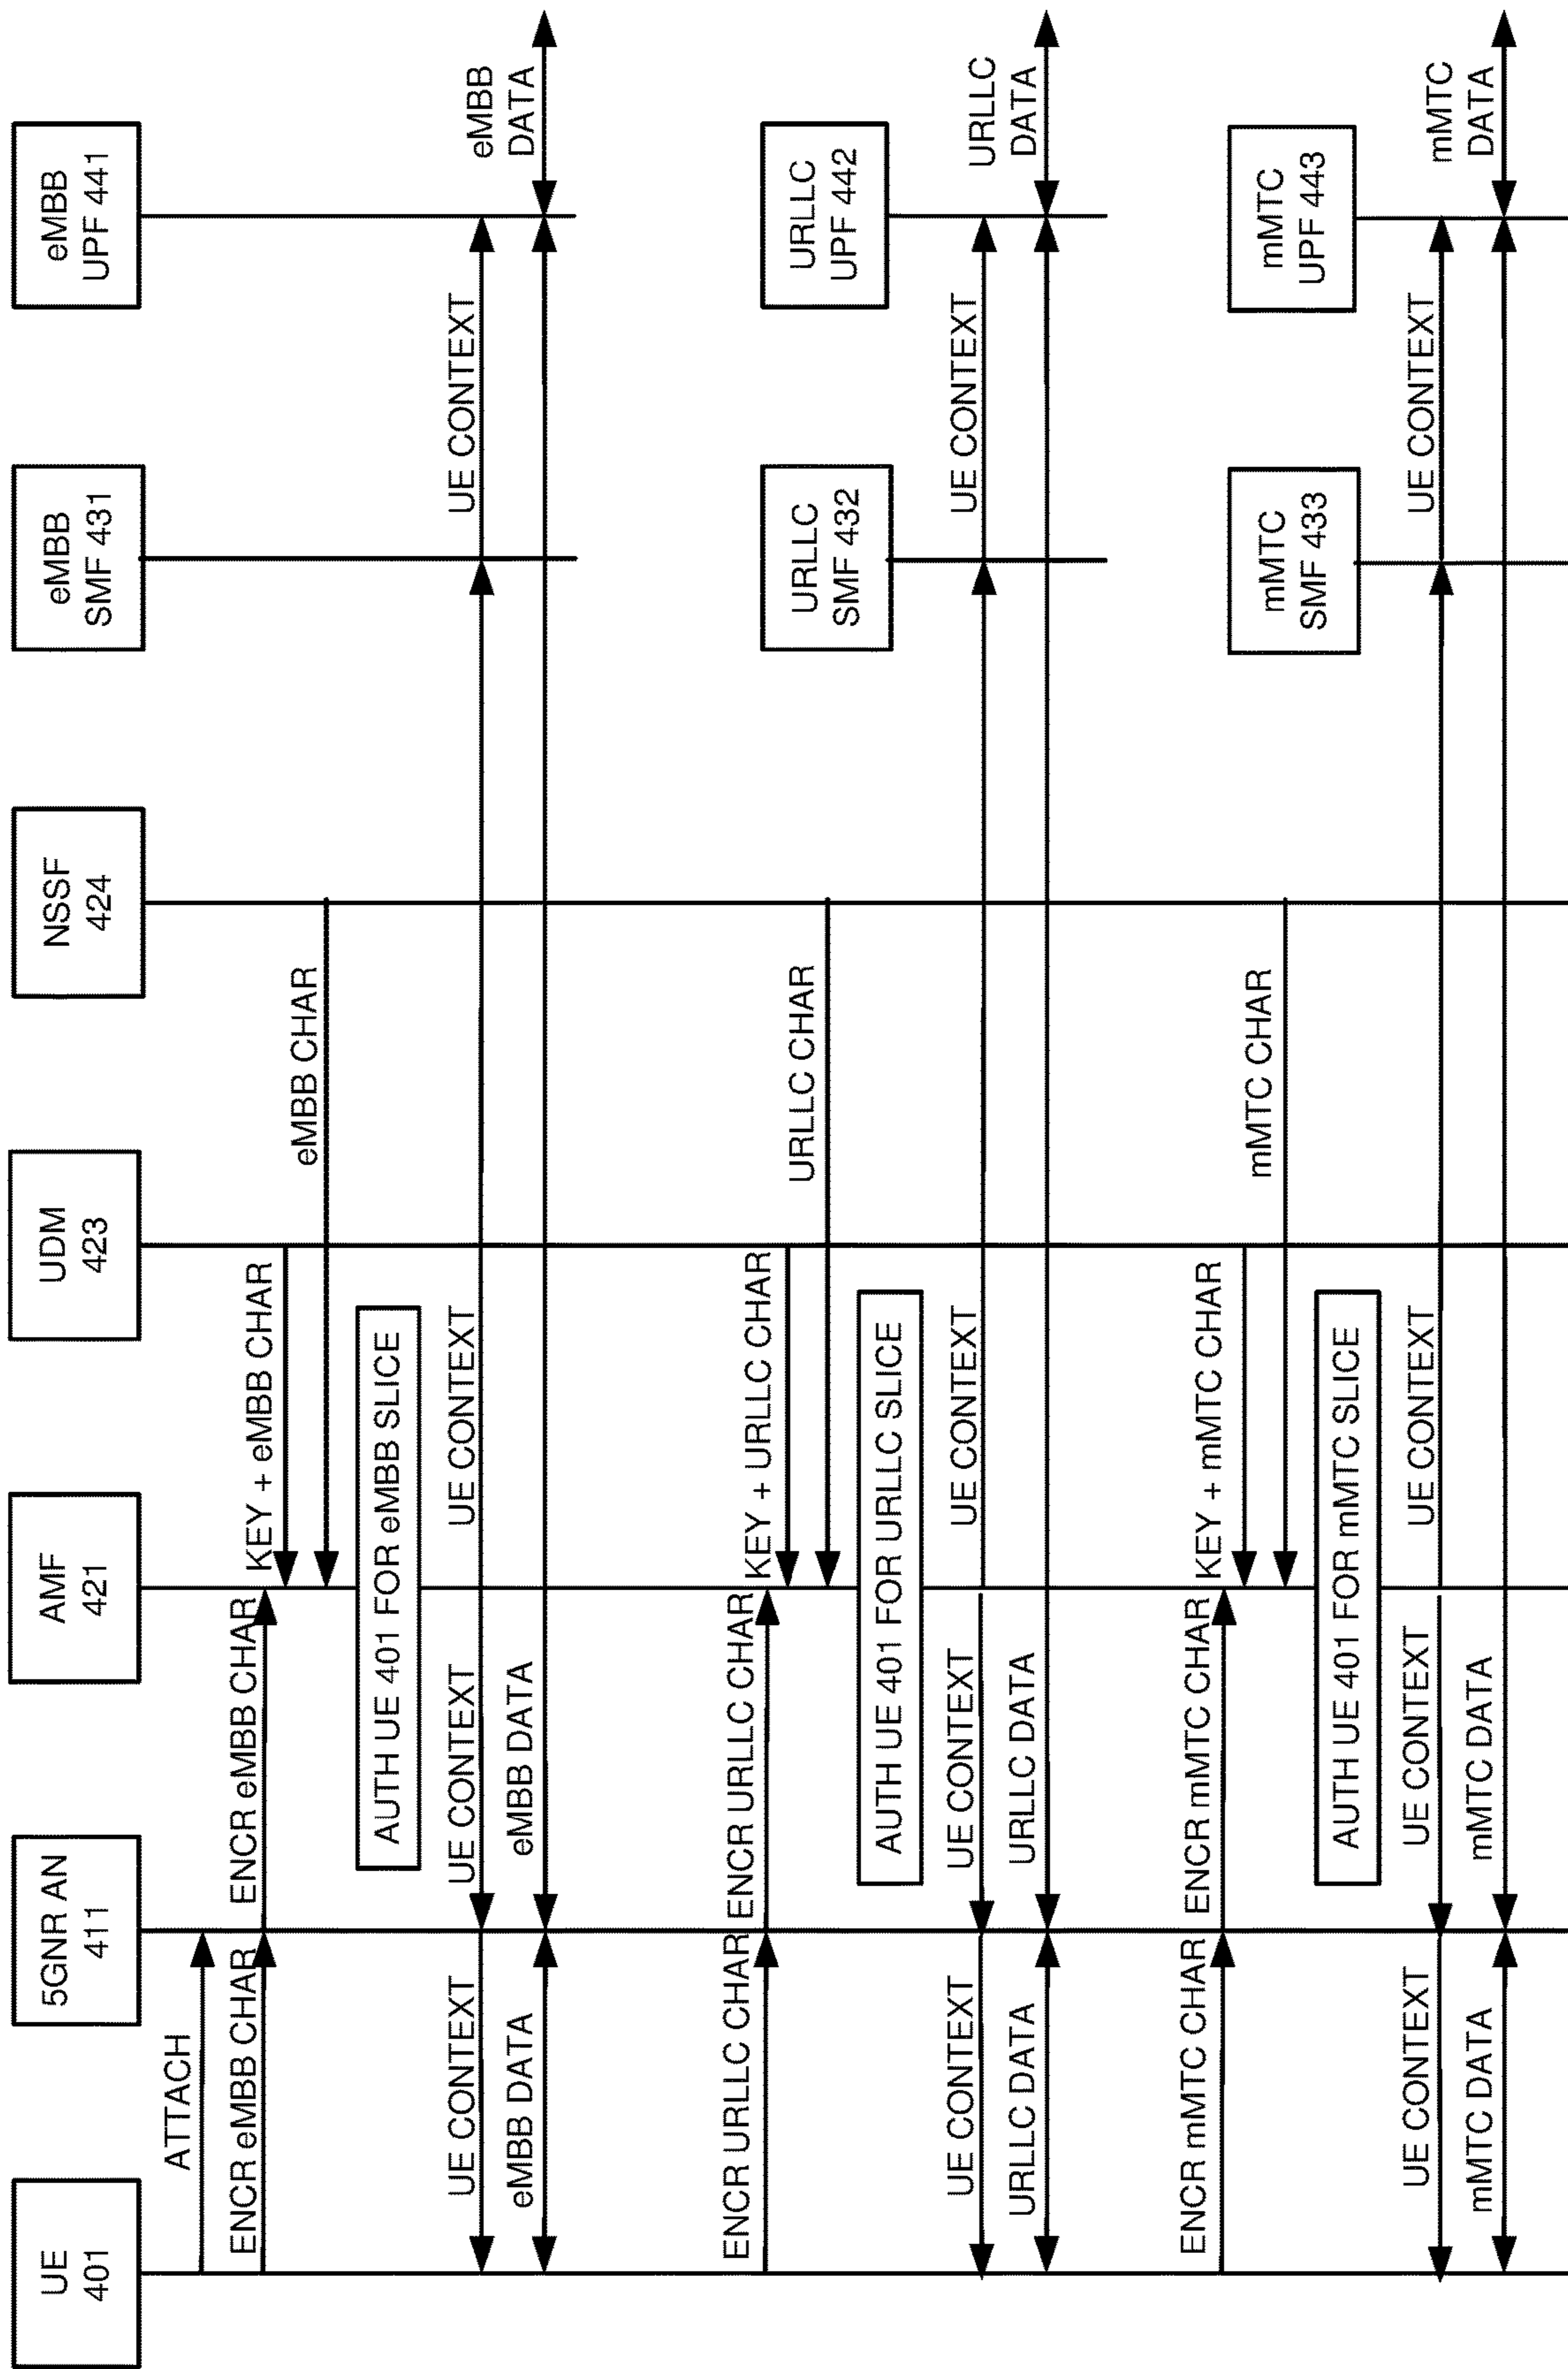 UE
401
5GNR AN
411
AMF
421
UDM
423
NSSF
424
eMBB
SMF 431
eMBB
UPF 441
ATTACH
ENCR eMBB CHAR
ENCR eMBB CHAR
KEY + eMBB CHAR
eMBB CHAR
AUTH UE 401 FOR eMBB SLICE
UE CONTEXT
UE CONTEXT
UE CONTEXT
UE CONTEXT
eMBB DATA
eMBB DATA
eMBB
DATA
URLLC
SMF 432
URLLC
UPF 442
ENCR URLLC CHAR
ENCR URLLC CHAR
KEY + URLLC CHAR
URLLC CHAR
AUTH UE 401 FOR URLLC SLICE
UE CONTEXT
UE CONTEXT
UE CONTEXT
UE CONTEXT
URLLC DATA
URLLC DATA
URLLC
DATA
mMTC
SMF 433
mMTC
UPF 443
ENCR mMTC CHAR
ENCR mMTC CHAR
KEY + mMTC CHAR
mMTC CHAR
AUTH UE 401 FOR mMTC SLICE
UE CONTEXT
UE CONTEXT
UE CONTEXT
UE CONTEXT
mMTC DATA
mMTC DATA
mMTC
DATA